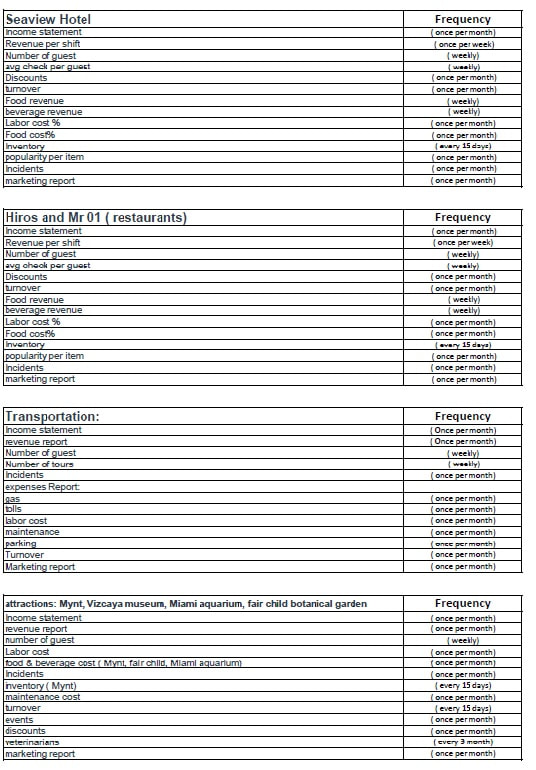 Seaview Hotel Frequency
Income statement ( once per month)
Revenue per shift ( once per week)
Number of guest ( weekly)
avg check per guest ( weekly)
Discounts ( once per month)
turnover ( once per month)
Food revenue ( weekly)
beverage revenue ( weekly)
Labor cost % ( once per month)
Food cost% ( once per month)
Inventory ( every 15 days)
popularity per item ( once per month)
Incidents ( once per month)
marketing report ( once per month)
Hiros and Mr 01 ( restaurants) Frequency
Income statement ( once per month)
Revenue per shift ( once per week)
Number of guest ( weekly)
avg check per guest ( weekly)
Discounts ( once per month)
turnover ( once per month)
Food revenue ( weekly)
beverage revenue ( weekly)
Labor cost % ( once per month)
Food cost% ( once per month)
Inventory ( every 15 days)
popularity per item ( once per month)
Incidents ( once per month)
marketing report ( once per month)
Transportation: Frequency
Income statement ( Once per month)
revenue report ( Once per month)
Number of guest ( weekly)
Number of tours ( weekly)
Incidents ( once per month)
expenses Report:
gas ( once per month)
tolls ( once per month)
labor cost ( once per month)
maintenance ( once per month)
parking ( once per month)
Turnover ( once per month)
Marketing report ( once per month)
attractions: Mynt, Vizcaya museum, Miami aquarium, fair child botanical garden Frequency
Income statement ( once per month)
revenue report ( once per month)
number of guest ( weekly)
Labor cost ( once per month)
food & beverage cost ( Mynt, fair child, Miami aquarium) ( once per month)
Incidents ( once per month)
inventory ( Mynt) ( every 15 days)
maintenance cost ( once per month)
turnover ( every 15 days)
events ( once per month)
discounts ( once per month)
veterinarians ( every 3 month)
marketing report ( once per month)